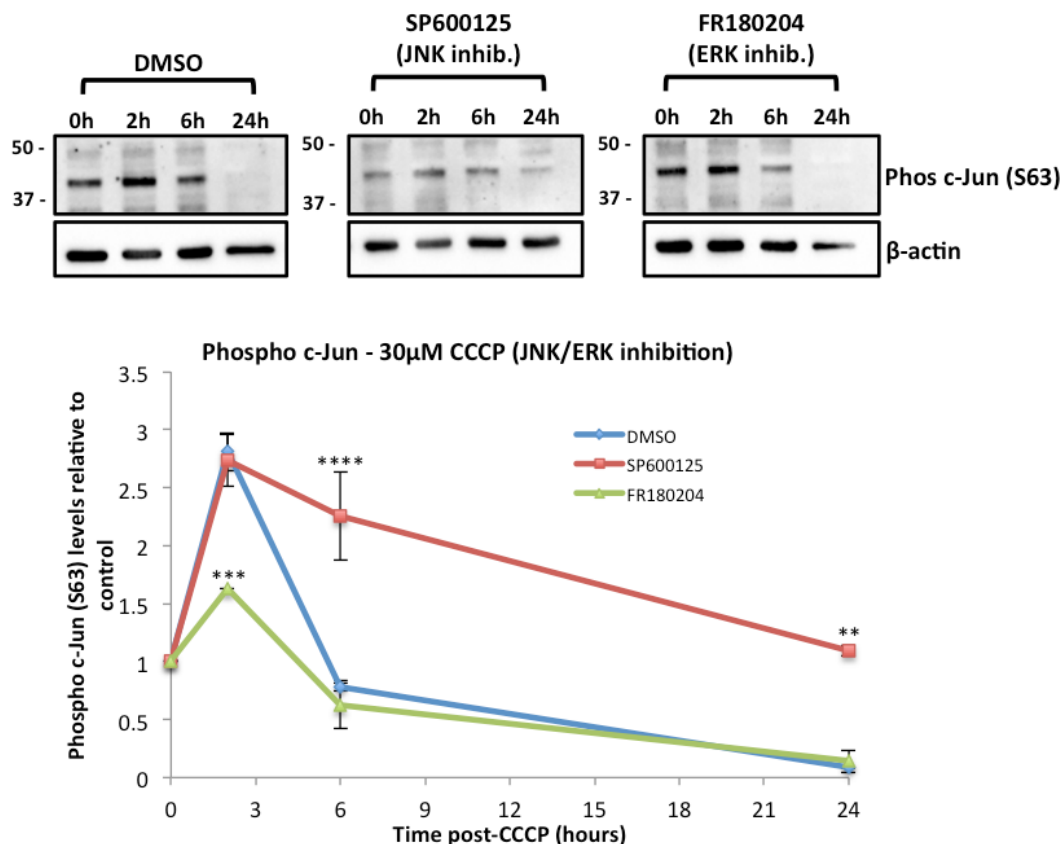 SP600125
(JNK inhib.)
FR180204
(ERK inhib.)
DMSO
0h 2h 6h 24h
0h 2h 6h 24h
0h 2h 6h 24h
50 -
37 -
50 -
37 -
50 -
37 -
Phos c-Jun (S63)
β-actin
Phospho c-Jun - 30μM CCCP (JNK/ERK inhibition)
Phospho c-Jun (S63) levels relative to
control
3.5
3
2.5
2
1.5
1
0.5
0
DMSO
SP600125
FR180204
****
***
**
0 3 6 9 12 15 18 21 24
Time post-CCCP (hours)